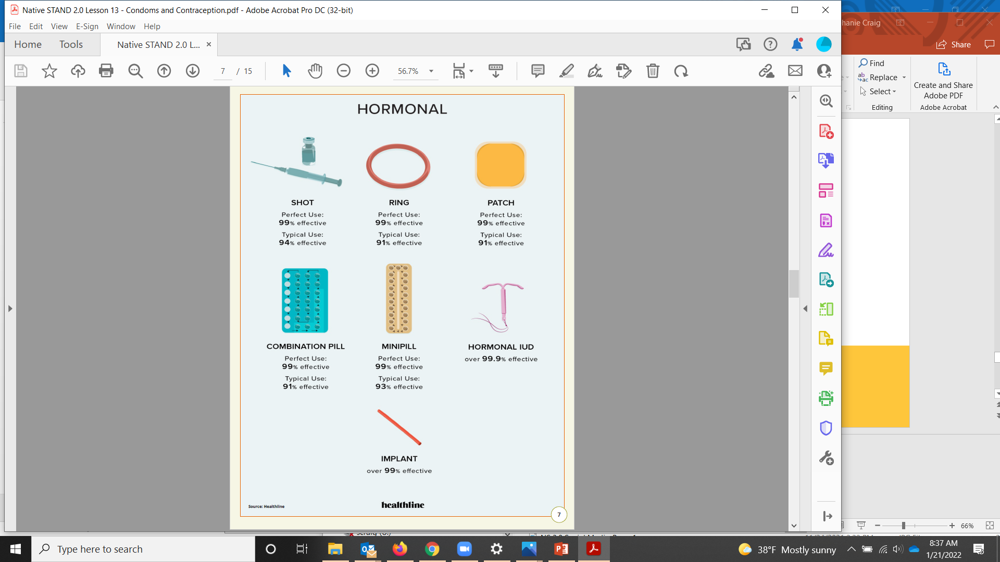 Native STAND 2.0 Lesson 13 - Condoms and Contraception.pdf - Adobe Acrobat Pro DC (32-bit)
File Edit View E-Sign Window Help
Home Tools Native STAND 2.0 L... ×
7 / 15 56.7%
HORMONAL
SHOT
Perfect Use:
99% effective
Typical Use:
94% effective
RING
Perfect Use:
99% effective
Typical Use:
91% effective
PATCH
Perfect Use:
99% effective
Typical Use:
91% effective
COMBINATION PILL
Perfect Use:
99% effective
Typical Use:
91% effective
MINIPILL
Perfect Use:
99% effective
Typical Use:
93% effective
HORMONAL IUD
over 99.9% effective
IMPLANT
over 99% effective
Source: Healthline
healthline
7
hanie Craig
Share
Find
Replace
Select
Editing
Create and Share
Adobe PDF
Adobe Acrobat
66%
Type here to search
38°F Mostly sunny
8:37 AM
1/21/2022